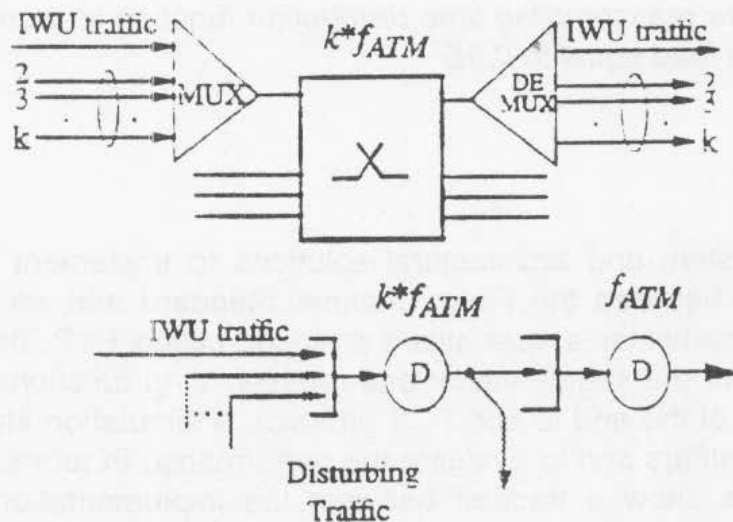 IWU traffic
k*fATM
IWU traffic
2
3
k
MUX
DE
MUX
2
3
k
k*fATM
fATM
IWU traffic
D
D
Disturbing
Traffic